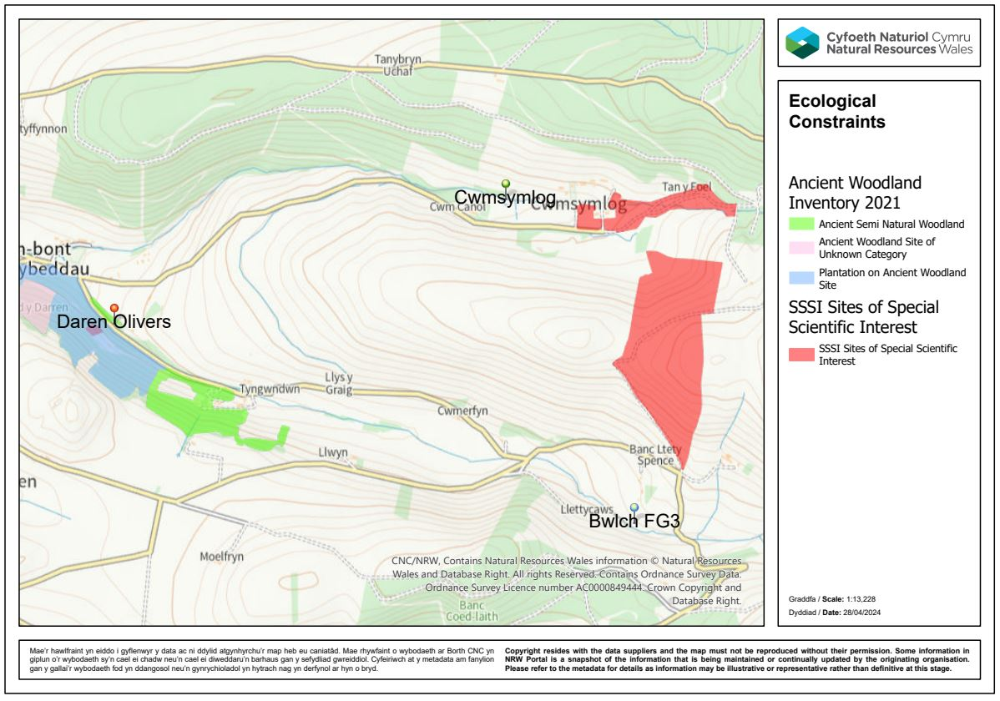 Tanybryn
Uchaf
tyffynnon
Cwmsymlog
Tan y Foel
Cwm Canol
Cwmsymlog
n-bont
ybeddau
d y Darren
Daren Olivers
Llys y
Graig
Tyngwndwn
Cwmerfyn
Llwyn
Banc Lltety
Spence
en
Llettycaws
Bwlch FG3
Moelfryn
CNC/NRW, Contains Natural Resources Wales information © Natural Resources
Wales and Database Right. All rights Reserved. Contains Ordnance Survey Data.
Ordnance Survey Licence number AC0000849444. Crown Copyright and
Database Right.
Banc
Coed-laith
Cyfoeth Naturiol Cymru
Natural Resources Wales
Ecological
Constraints
Ancient Woodland
Inventory 2021
Ancient Semi Natural Woodland
Ancient Woodland Site of
Unknown Category
Plantation on Ancient Woodland
Site
SSSI Sites of Special
Scientific Interest
SSSI Sites of Special Scientific
Interest
Graddfa / Scale: 1:13,228
Dyddiad / Date: 28/04/2024
Mae'r hawlfraint yn eiddo i gyflenwyr y data ac ni ddylid atgynhyrchu'r map heb eu caniatâd. Mae rhywfaint o wybodaeth ar Borth CNC yn
giplun o'r wybodaeth sy'n cael ei chadw neu'n cael ei diweddaru'n barhaus gan y sefydliad gwreiddiol. Cyfeiriwch at y metadata am fanylion
gan y gallai'r wybodaeth fod yn ddangosol neu'n gynrychioladol yn hytrach nag yn derfynol ar hyn o bryd.
Copyright resides with the data suppliers and the map must not be reproduced without their permission. Some information in
NRW Portal is a snapshot of the information that is being maintained or continually updated by the originating organisation.
Please refer to the metadata for details as information may be illustrative or representative rather than definitive at this stage.